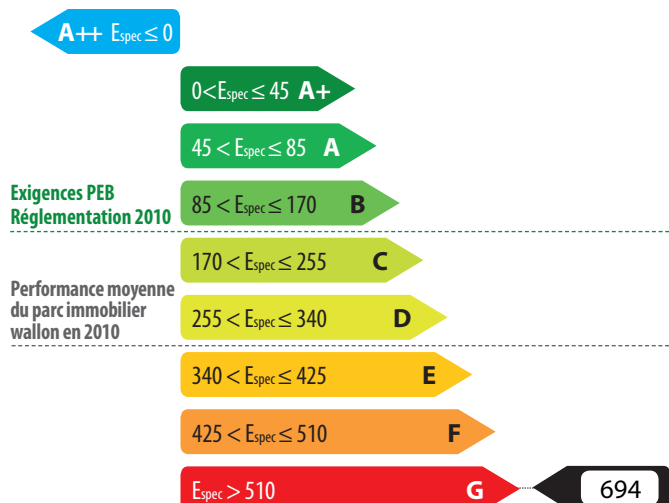 A++ Espec ≤ 0
0<Espec ≤ 45 A+
45 < Espec ≤ 85 A
Exigences PEB
Réglementation 2010
85 < Espec ≤ 170 B
170 < Espec ≤ 255 C
Performance moyenne
du parc immobilier
wallon en 2010
255 < Espec ≤ 340 D
340 < Espec ≤ 425 E
425 < Espec ≤ 510 F
Espec > 510 G
694